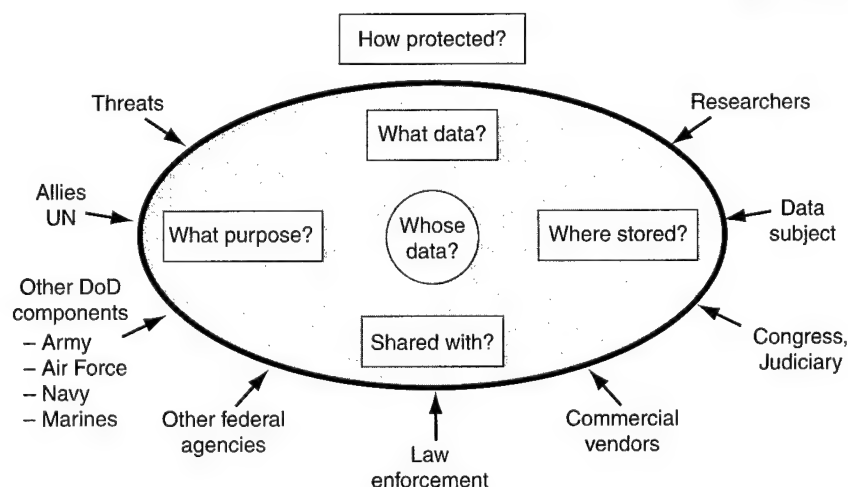 How protected?
Threats
Researchers
What data?
Allies
UN
What purpose?
Whose
data?
Where stored?
Data
subject
Other DoD
components
– Army
– Air Force
– Navy
– Marines
Shared with?
Congress,
Judiciary
Other federal
agencies
Law
enforcement
Commercial
vendors